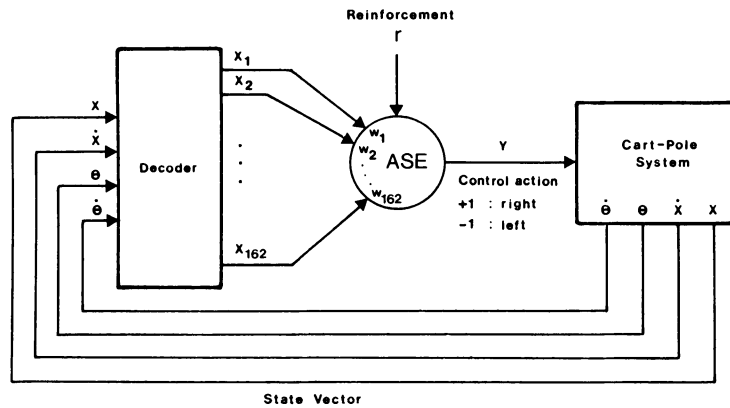 Reinforcement
r
X1
X2
X
Ẋ
Θ
Θ̇
Decoder
.
.
.
X162
w1
w2
.
.
.
w162
ASE
Y
Control action
+1 : right
-1 : left
Cart-Pole
System
Θ̇ Θ Ẋ X
State Vector